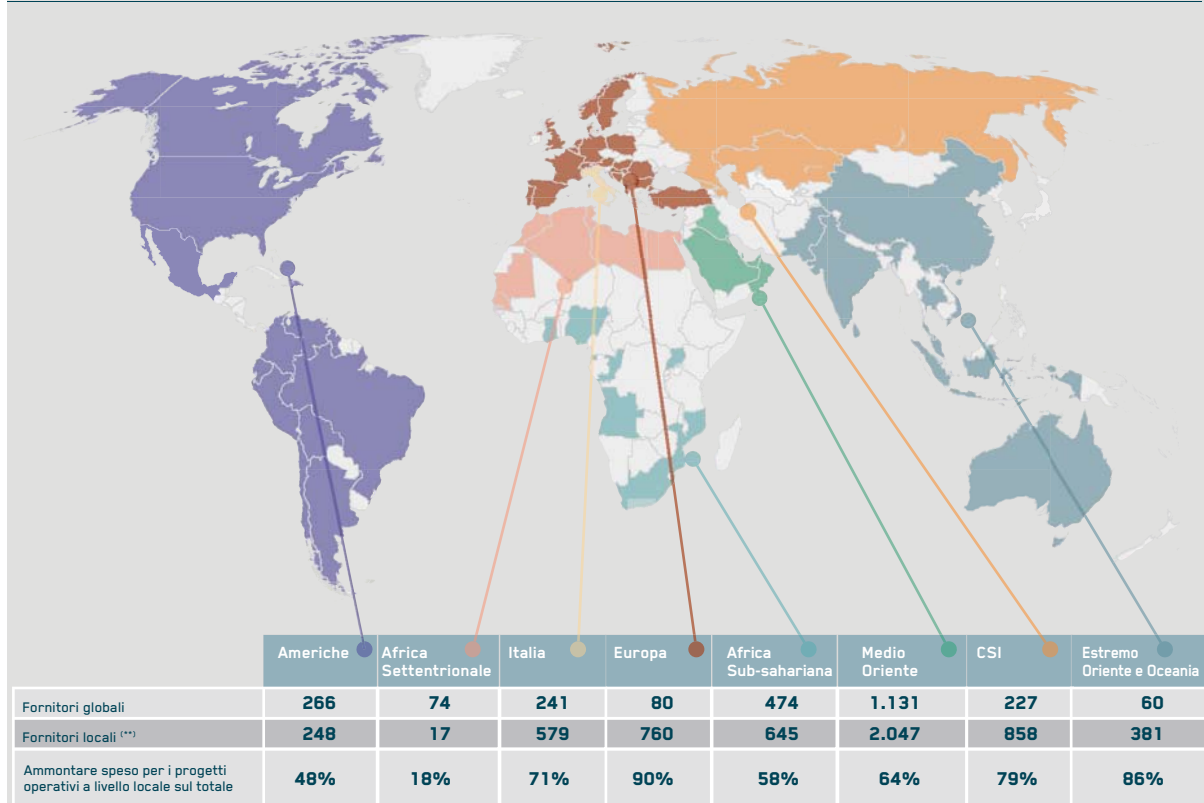 Americhe
Africa
Settentrionale
Italia
Europa
Africa
Sub-sahariana
Medio
Oriente
CSI
Estremo
Oriente e Oceania
Fornitori globali 266 74 241 80 474 1.131 227 60
Fornitori locali (**) 248 17 579 760 645 2.047 858 381
Ammontare speso per i progetti
operativi a livello locale sul totale 48% 18% 71% 90% 58% 64% 79% 86%